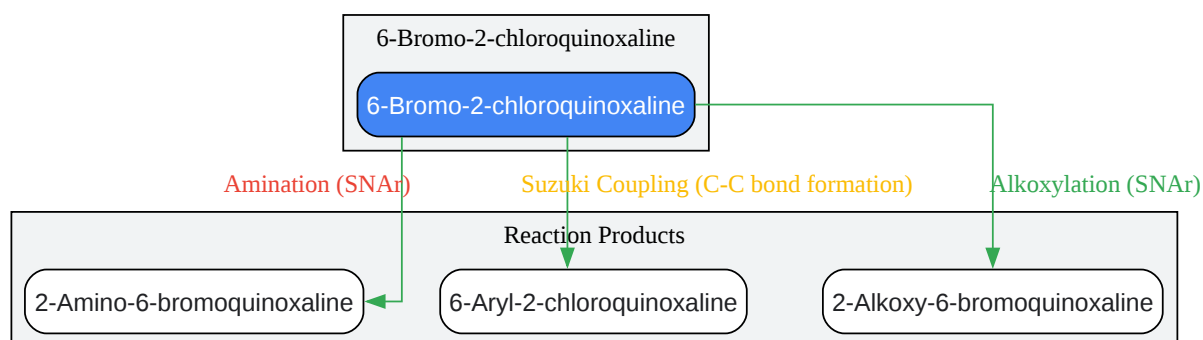 6-Bromo-2-chloroquinoxaline
6-Bromo-2-chloroquinoxaline
Amination (SNAr)
Suzuki Coupling (C-C bond formation)
Alkoxylation (SNAr)
Reaction Products
2-Amino-6-bromoquinoxaline
6-Aryl-2-chloroquinoxaline
2-Alkoxy-6-bromoquinoxaline